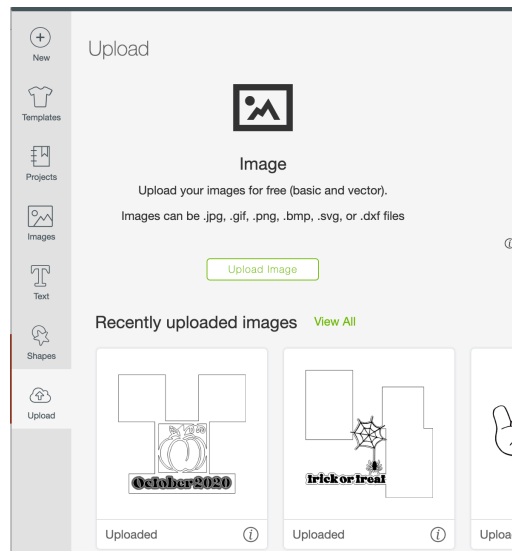 New
Templates
Projects
Images
Text
Shapes
Upload
Upload
Image
Upload your images for free (basic and vector).
Images can be .jpg, .gif, .png, .bmp, .svg, or .dxf files
Upload Image
Recently uploaded images View All
October 2020
Trick or Treat
Uploaded
Uploaded
Uploa